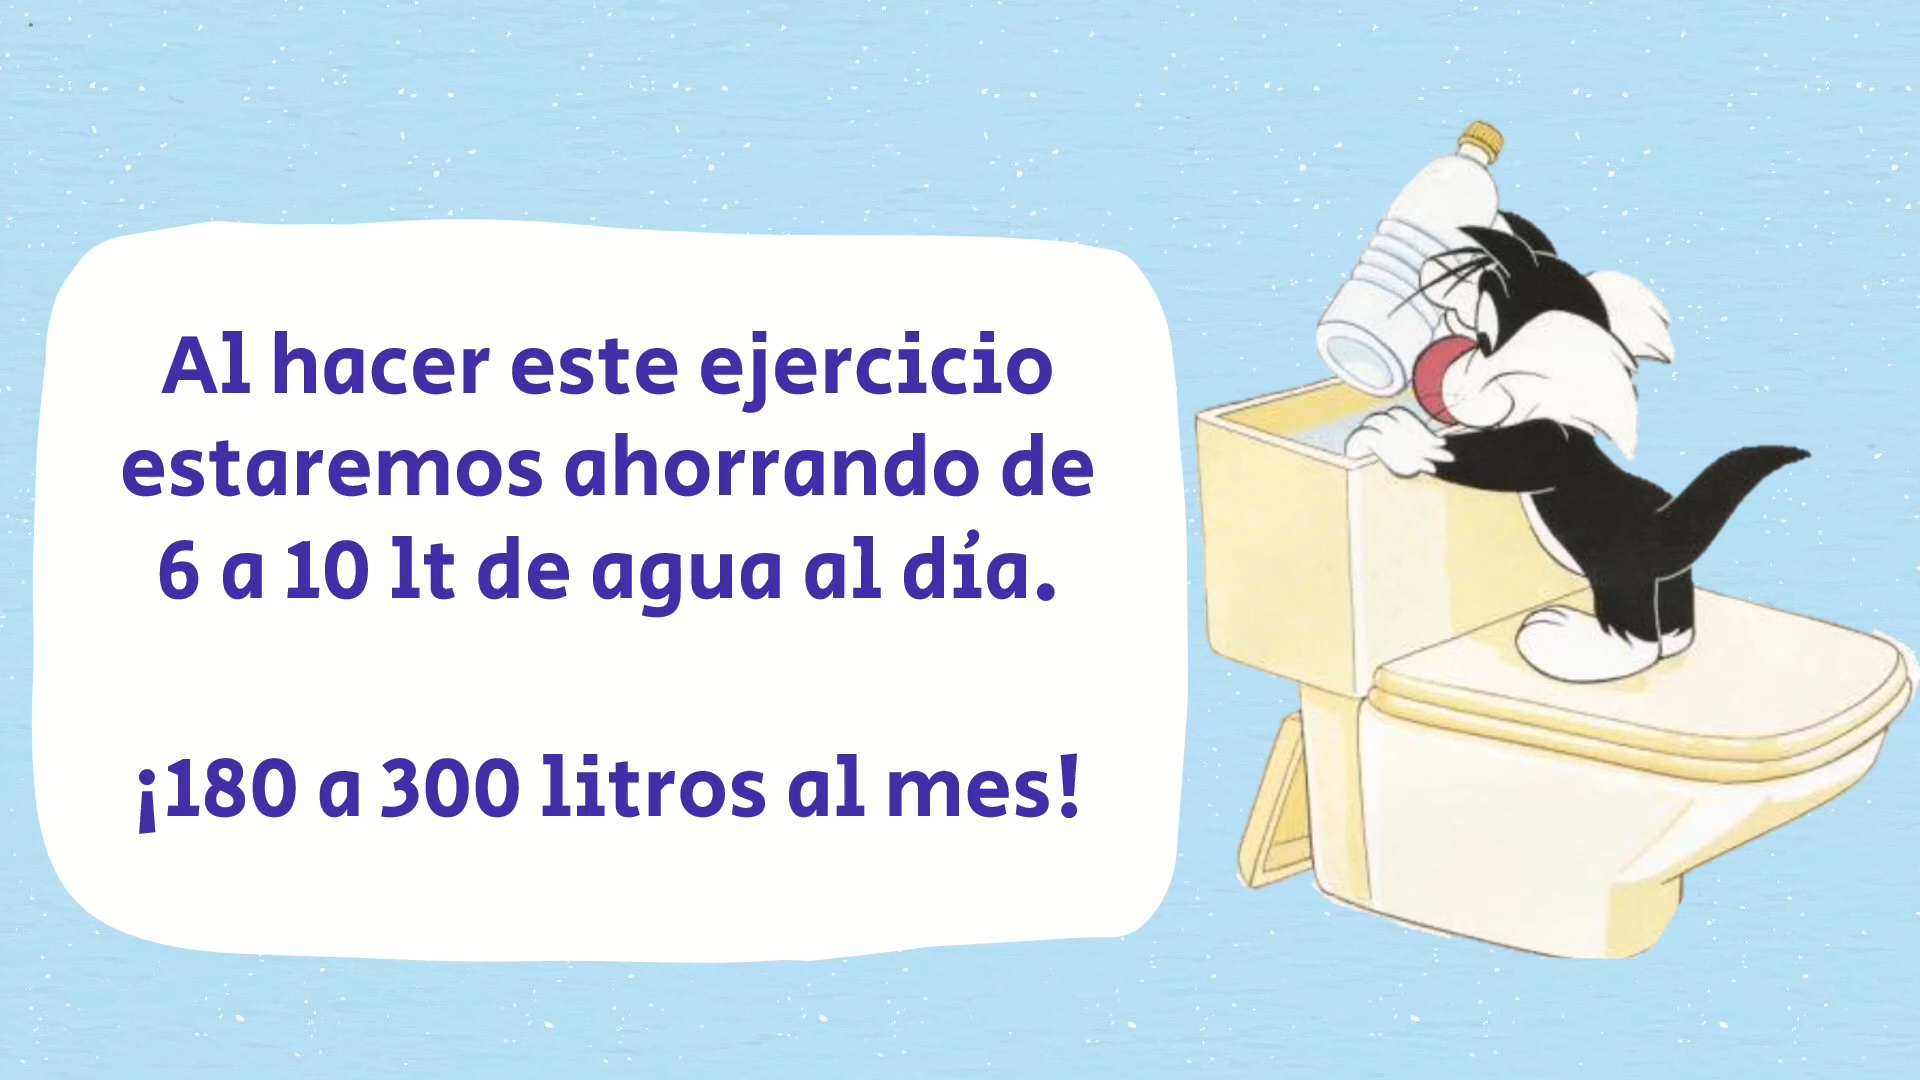 Al hacer este ejercicio
estaremos ahorrando de
6 a 10 lt de agua al día.
¡180 a 300 litros al mes!